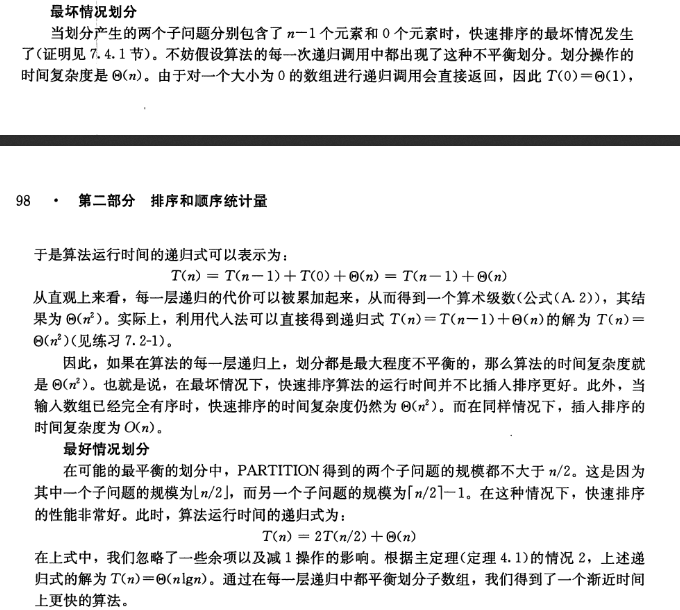 最坏情况划分
当划分产生的两个子问题分别包含了 n-1 个元素和 0 个元素时，快速排序的最坏情况发生
了(证明见 7.4.1 节)。不妨假设算法的每一次递归调用中都出现了这种不平衡划分。划分操作的
时间复杂度是 Θ(n)。由于对一个大小为 0 的数组进行递归调用会直接返回，因此 T(0)=Θ(1)，
98 · 第二部分 排序和顺序统计量
于是算法运行时间的递归式可以表示为：
T(n) = T(n-1) + T(0) + Θ(n) = T(n-1) + Θ(n)
从直观上来看，每一层递归的代价可以被累加起来，从而得到一个算术级数(公式(A.2))，其结
果为 Θ(n²)。实际上，利用代入法可以直接得到递归式 T(n)=T(n-1)+Θ(n)的解为 T(n)=
Θ(n²)(见练习 7.2-1)。
因此，如果在算法的每一层递归上，划分都是最大程度不平衡的，那么算法的时间复杂度就
是 Θ(n²)。也就是说，在最坏情况下，快速排序算法的运行时间并不比插入排序更好。此外，当
输入数组已经完全有序时，快速排序的时间复杂度仍然为 Θ(n²)。而在同样情况下，插入排序的
时间复杂度为 O(n)。
最好情况划分
在可能的最平衡的划分中，PARTITION 得到的两个子问题的规模都不大于 n/2。这是因为
其中一个子问题的规模为⌊n/2⌋，而另一个子问题的规模为⌈n/2⌉-1。在这种情况下，快速排序
的性能非常好。此时，算法运行时间的递归式为：
T(n) = 2T(n/2) + Θ(n)
在上式中，我们忽略了一些余项以及减 1 操作的影响。根据主定理(定理 4.1)的情况 2，上述递
归式的解为 T(n)=Θ(nlgn)。通过在每一层递归中都平衡划分子数组，我们得到了一个渐近时间
上更快的算法。